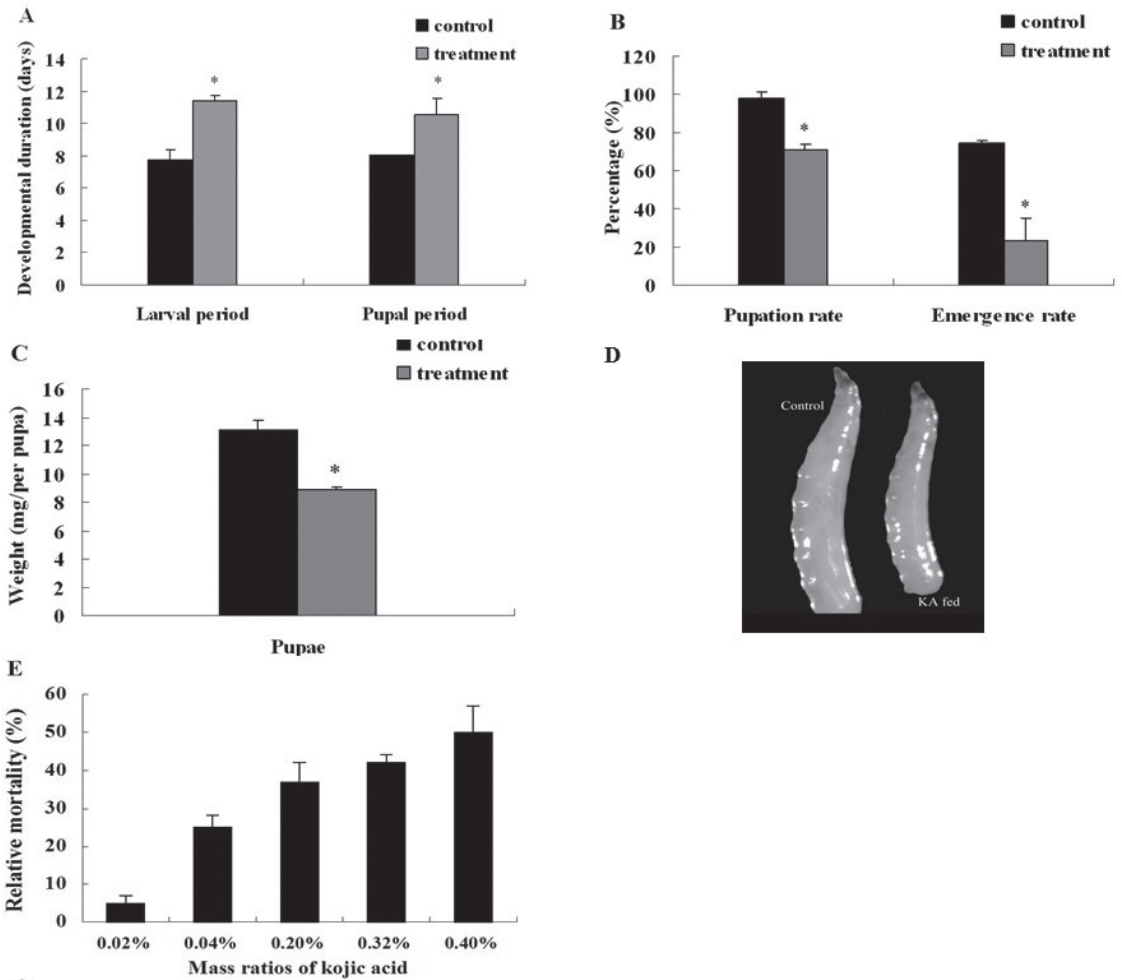 A
control
treatment
Developmental duration (days)
14
12
10
8
6
4
2
0
*
*
Larval period
Pupal period
B
control
treatment
Percentage (%)
120
100
80
60
40
20
0
*
*
Pupation rate
Emergence rate
C
control
treatment
Weight (mg/per pupa)
16
14
12
10
8
6
4
2
0
*
Pupae
D
Control
KA fed
E
Relative mortality (%)
60
50
40
30
20
10
0
0.02% 0.04% 0.20% 0.32% 0.40%
Mass ratios of kojic acid